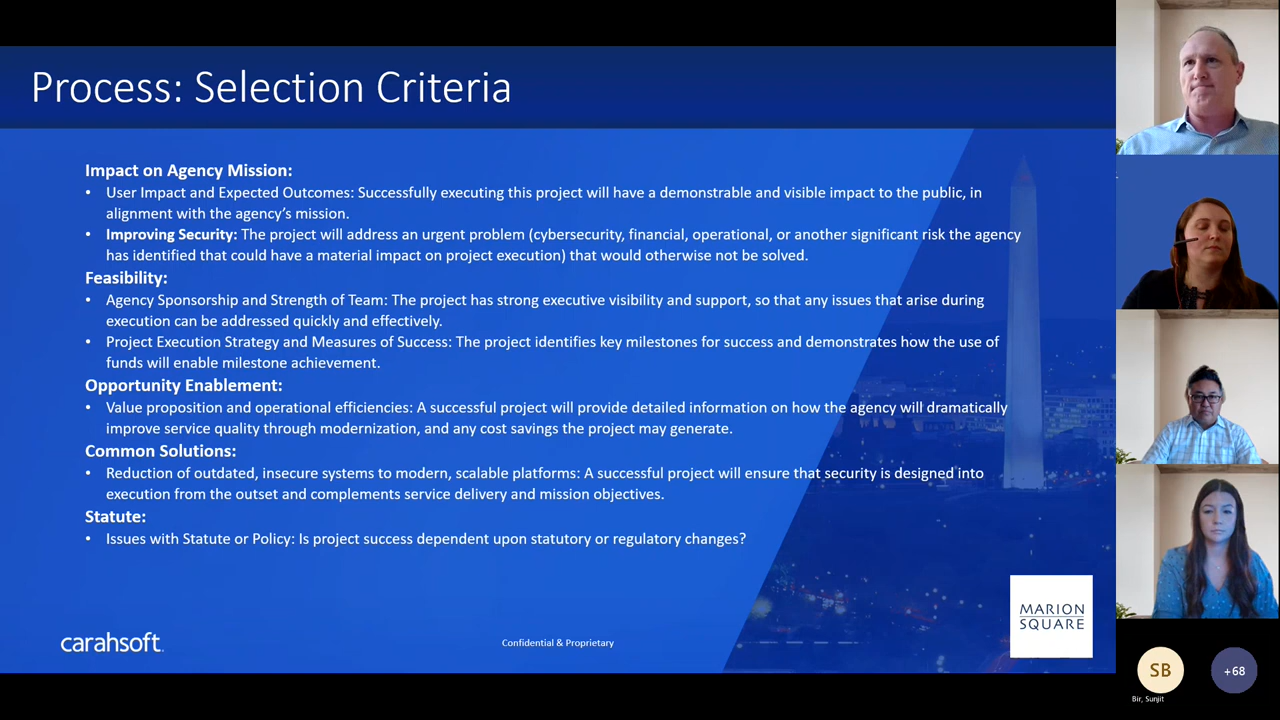 Process: Selection Criteria
Impact on Agency Mission:
• User Impact and Expected Outcomes: Successfully executing this project will have a demonstrable and visible impact to the public, in
alignment with the agency's mission.
• Improving Security: The project will address an urgent problem (cybersecurity, financial, operational, or another significant risk the agency
has identified that could have a material impact on project execution) that would otherwise not be solved.
Feasibility:
• Agency Sponsorship and Strength of Team: The project has strong executive visibility and support, so that any issues that arise during
execution can be addressed quickly and effectively.
• Project Execution Strategy and Measures of Success: The project identifies key milestones for success and demonstrates how the use of
funds will enable milestone achievement.
Opportunity Enablement:
• Value proposition and operational efficiencies: A successful project will provide detailed information on how the agency will dramatically
improve service quality through modernization, and any cost savings the project may generate.
Common Solutions:
• Reduction of outdated, insecure systems to modern, scalable platforms: A successful project will ensure that security is designed into
execution from the outset and complements service delivery and mission objectives.
Statute:
• Issues with Statute or Policy: Is project success dependent upon statutory or regulatory changes?
carahsoft.
Confidential & Proprietary
MARION
SQUARE
SB
+68
Bir, Sunjit